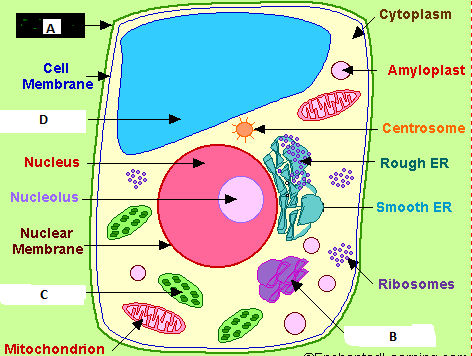 A
Cytoplasm
Cell
Membrane
Amyloplast
D
Centrosome
Nucleus
Rough ER
Nucleolus
Smooth ER
Nuclear
Membrane
Ribosomes
C
B
Mitochondrion